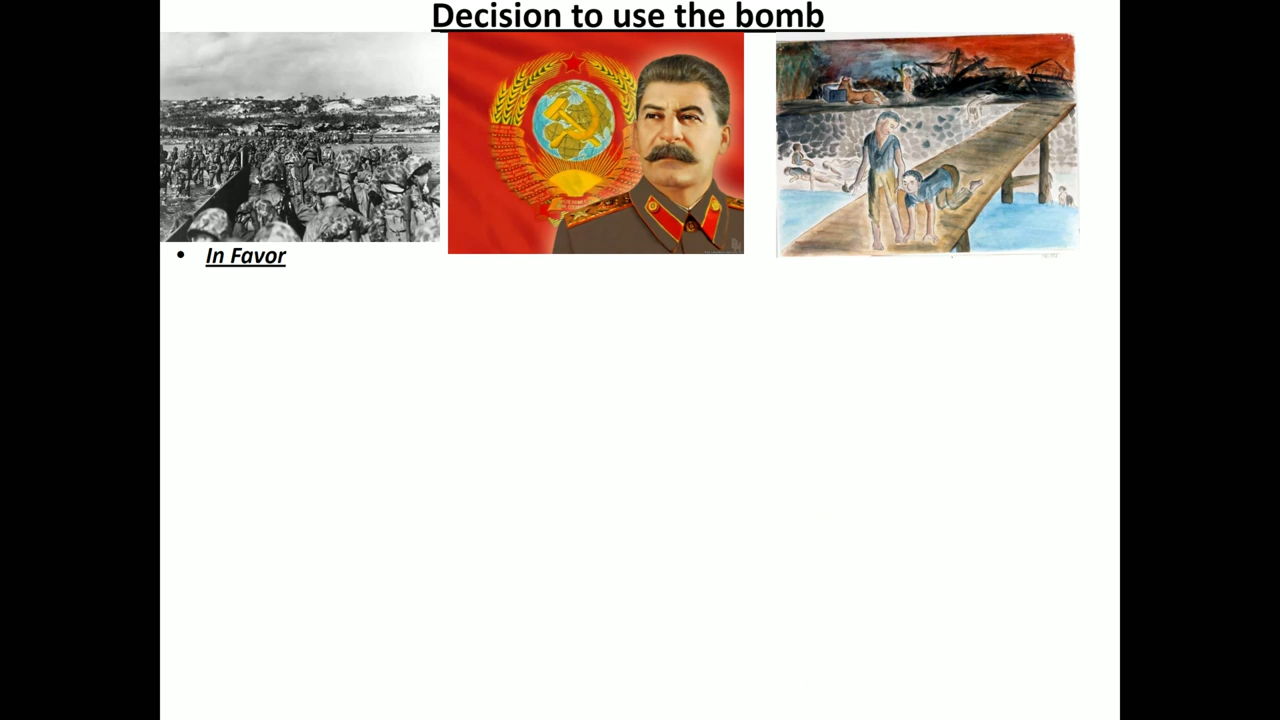 Decision to use the bomb
• In Favor